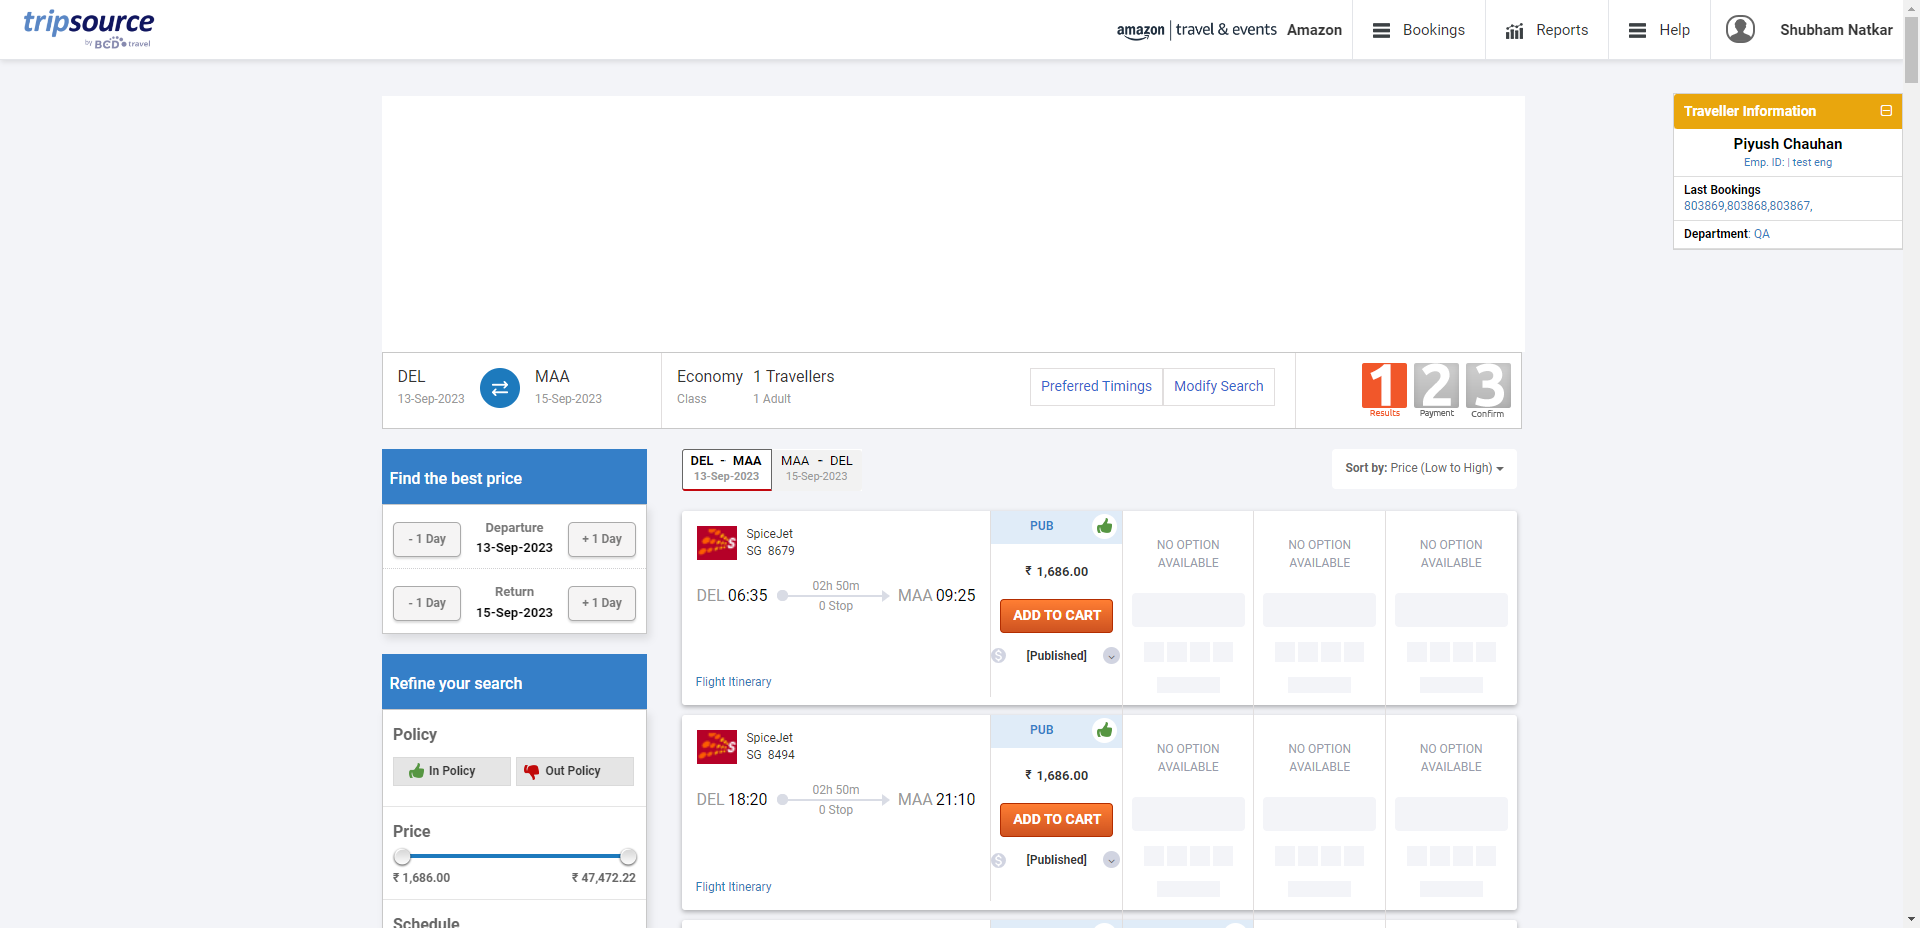 tripsource
by BCD travel
amazon travel & events Amazon
Bookings
Reports
Help
Shubham Natkar
Traveller Information
Piyush Chauhan
Emp. ID: | test eng
Last Bookings
803869,803868,803867,
Department: QA
DEL
13-Sep-2023
MAA
15-Sep-2023
Economy
Class
1 Travellers
1 Adult
Preferred Timings
Modify Search
1
Results
2
Payment
3
Confirm
Find the best price
- 1 Day
Departure
13-Sep-2023
+ 1 Day
- 1 Day
Return
15-Sep-2023
+ 1 Day
Refine your search
Policy
In Policy
Out Policy
Price
₹ 1,686.00
₹ 47,472.22
Schedule
DEL - MAA
13-Sep-2023
MAA - DEL
15-Sep-2023
Sort by: Price (Low to High)
SpiceJet
SG 8679
DEL 06:35
02h 50m
0 Stop
MAA 09:25
Flight Itinerary
PUB
₹ 1,686.00
ADD TO CART
$
[Published]
NO OPTION
AVAILABLE
NO OPTION
AVAILABLE
NO OPTION
AVAILABLE
SpiceJet
SG 8494
DEL 18:20
02h 50m
0 Stop
MAA 21:10
Flight Itinerary
PUB
₹ 1,686.00
ADD TO CART
$
[Published]
NO OPTION
AVAILABLE
NO OPTION
AVAILABLE
NO OPTION
AVAILABLE